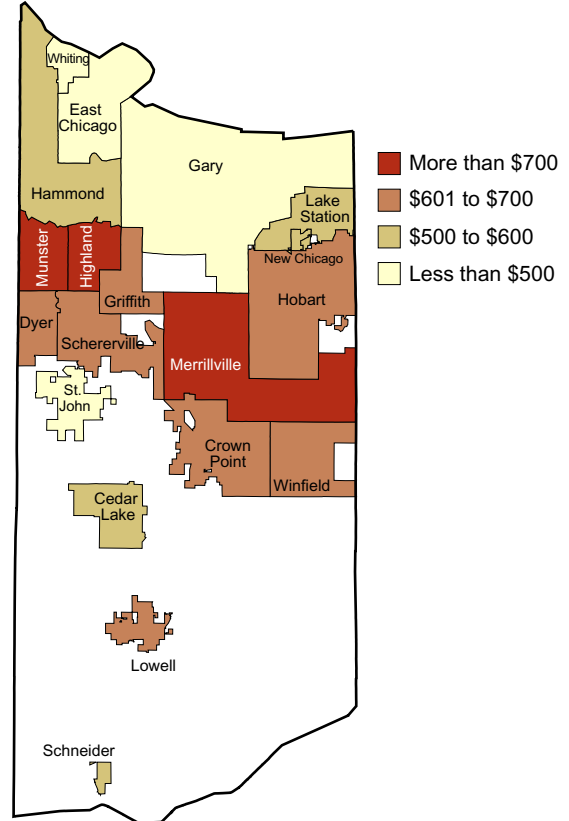 Whiting
East
Chicago
Gary
Hammond
Lake
Station
New Chicago
Munster
Highland
Griffith
Hobart
Dyer
Schererville
Merrillville
St.
John
Crown
Point
Winfield
Cedar
Lake
Lowell
Schneider
More than $700
$601 to $700
$500 to $600
Less than $500